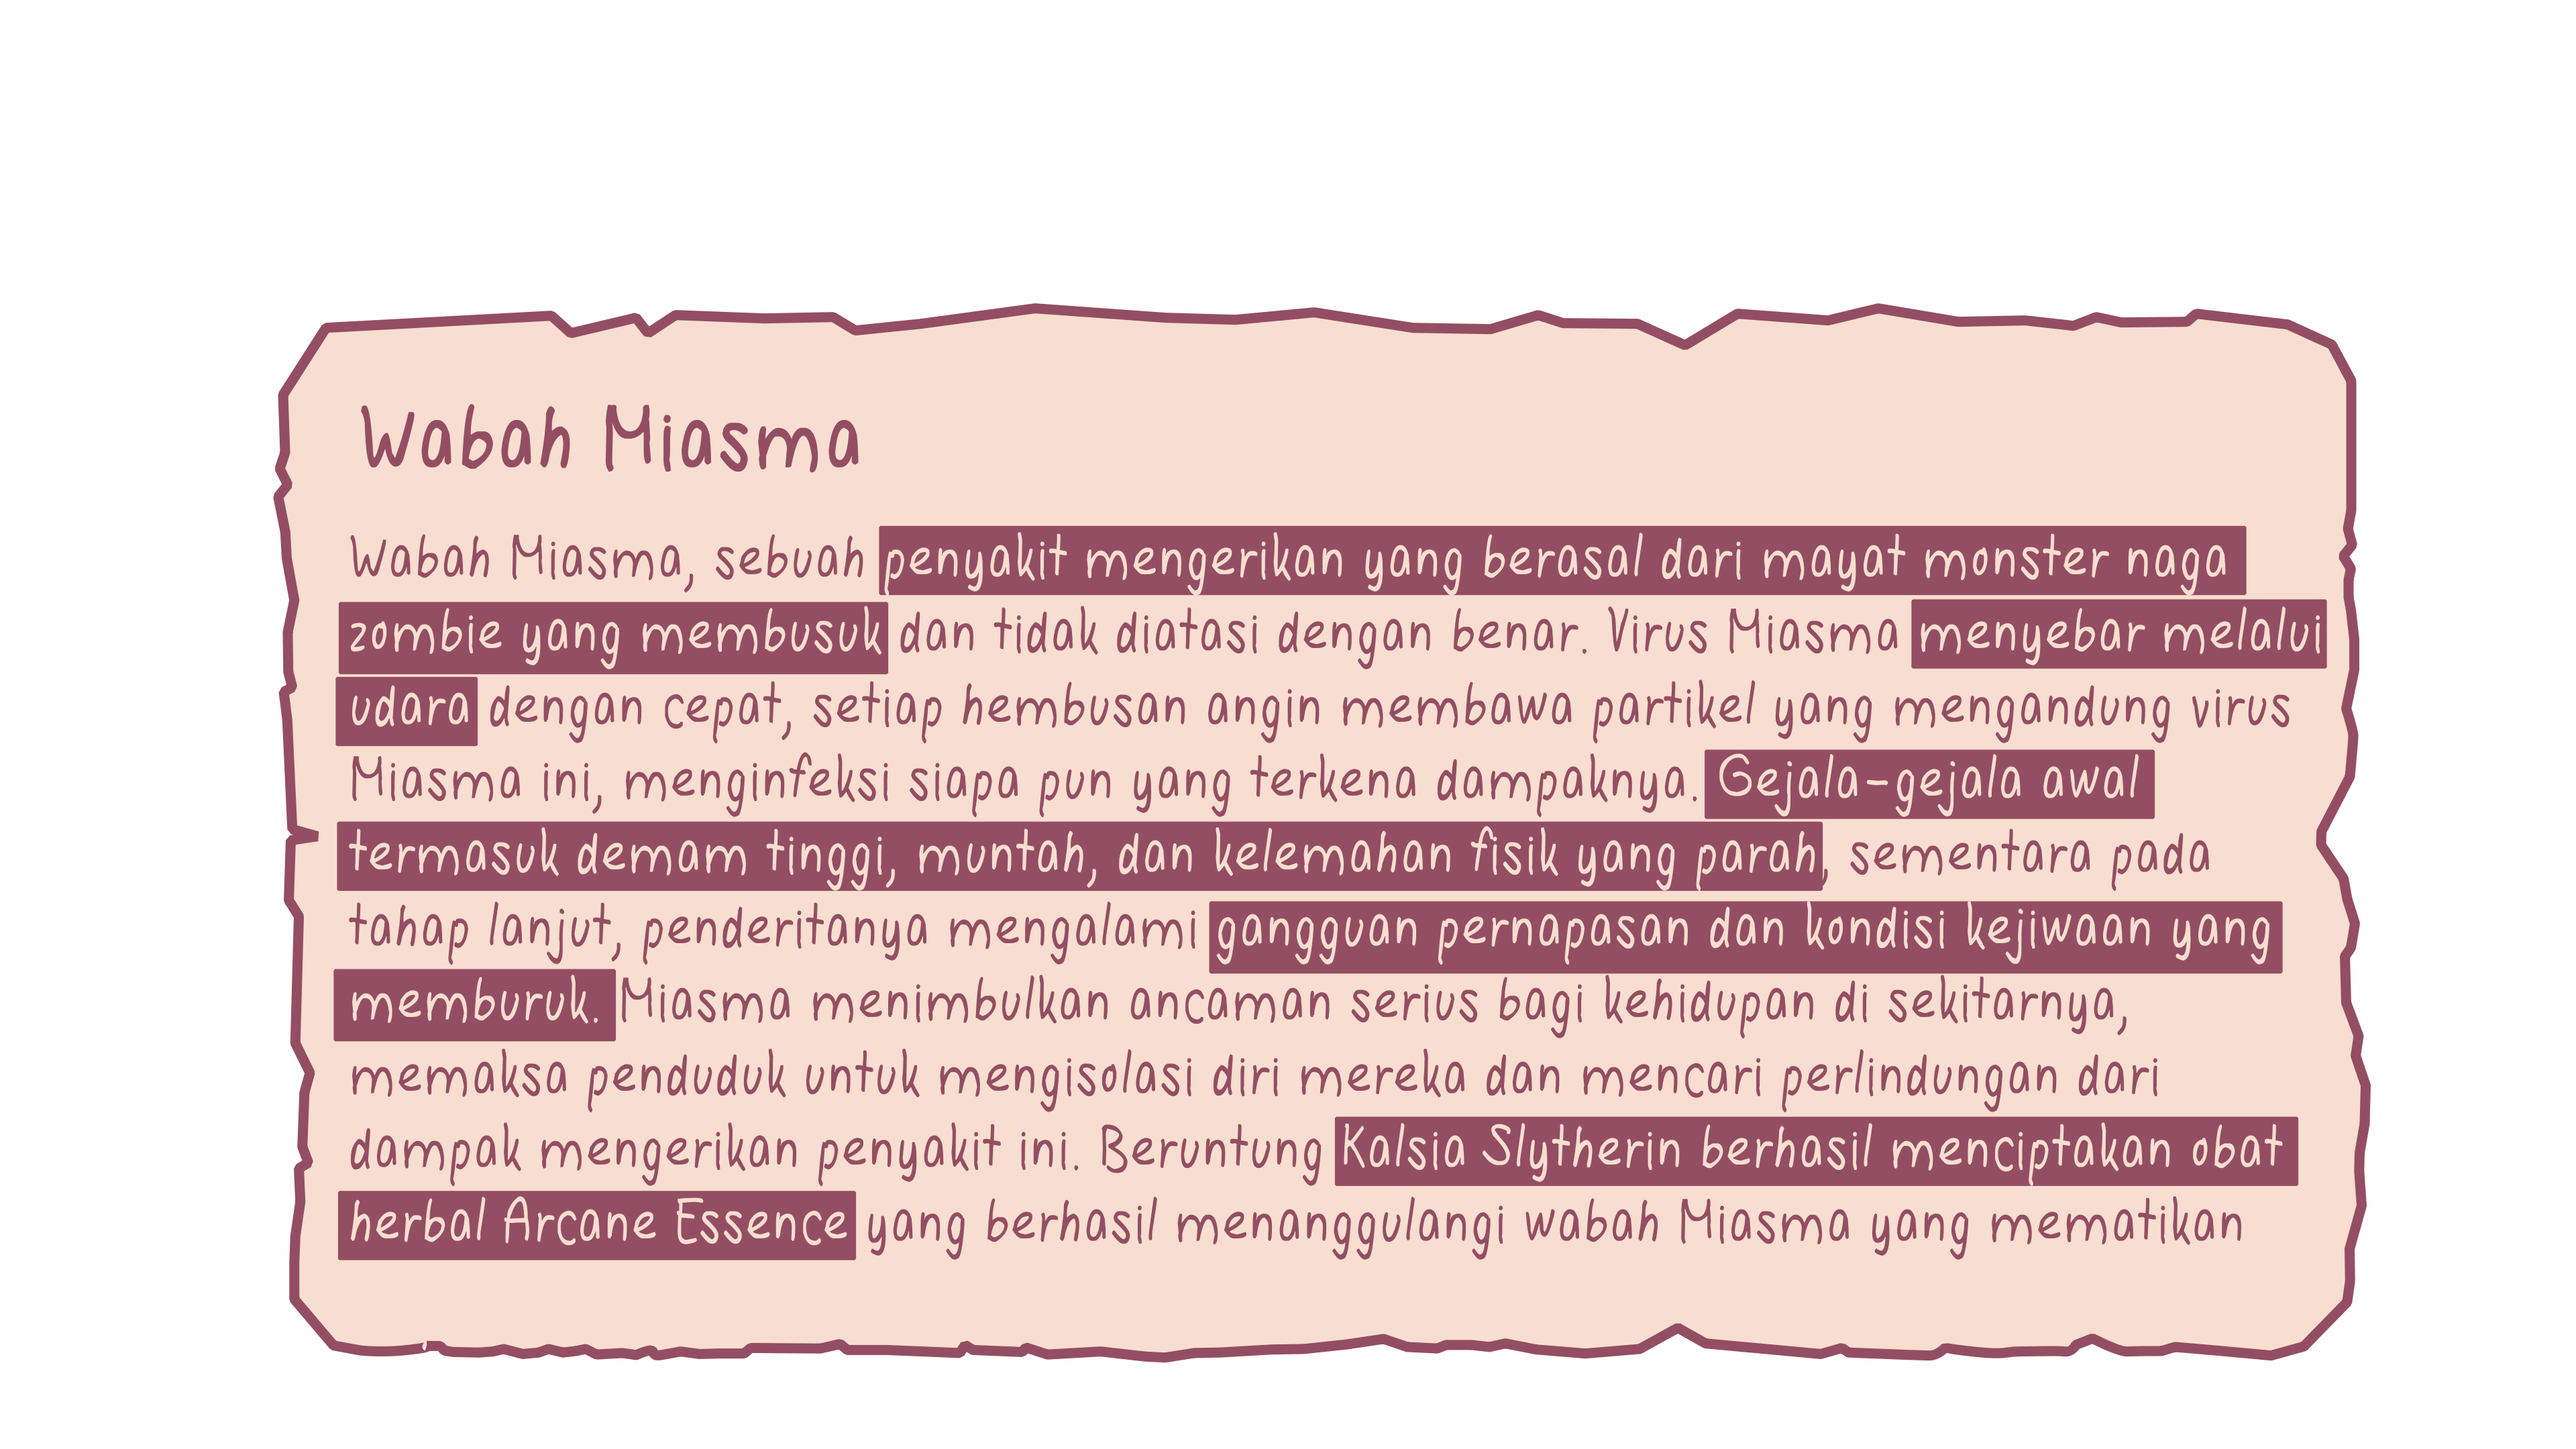 Wabah Miasma
Wabah Miasma, sebuah penyakit mengerikan yang berasal dari mayat monster naga
zombie yang membusuk dan tidak diatasi dengan benar. Virus Miasma menyebar melalui
udara dengan cepat, setiap hembusan angin membawa partikel yang mengandung virus
Miasma ini, menginfeksi siapa pun yang terkena dampaknya. Gejala-gejala awal
termasuk demam tinggi, muntah, dan kelemahan fisik yang parah, sementara pada
tahap lanjut, penderitanya mengalami gangguan pernapasan dan kondisi kejiwaan yang
memburuk. Miasma menimbulkan ancaman serius bagi kehidupan di sekitarnya,
memaksa penduduk untuk mengisolasi diri mereka dan mencari perlindungan dari
dampak mengerikan penyakit ini. Beruntung Kalsia Slytherin berhasil menciptakan obat
herbal Arcane Essence yang berhasil menanggulangi wabah Miasma yang mematikan